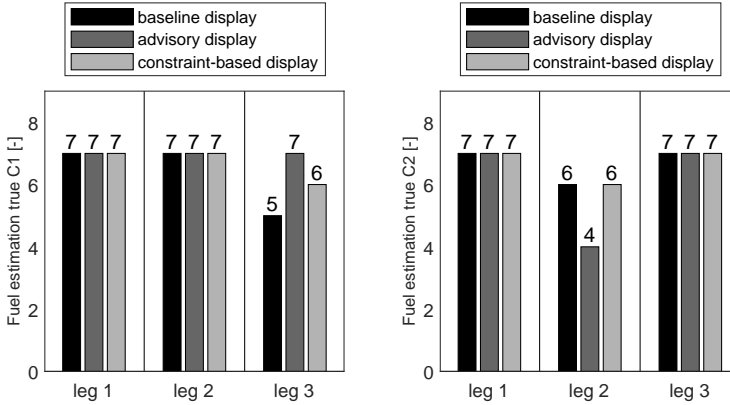 baseline display
advisory display
constraint-based display
Fuel estimation true C1 [-]
8
6
4
2
0
7 7 7
7 7 7
5 7 6
leg 1 leg 2 leg 3
baseline display
advisory display
constraint-based display
Fuel estimation true C2 [-]
8
6
4
2
0
7 7 7
6 4 6
7 7 7
leg 1 leg 2 leg 3